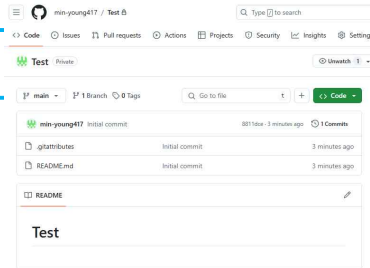 min-young417 / Test
Type / to search
Code Issues Pull requests Actions Projects Security Insights Setting
Test Private Unwatch 1
main 1 Branch 0 Tags Go to file t + Code
min-young417 Initial commit 3 minutes ago 1 Commits
.gitattributes Initial commit 3 minutes ago
README.md Initial commit 3 minutes ago
README
Test